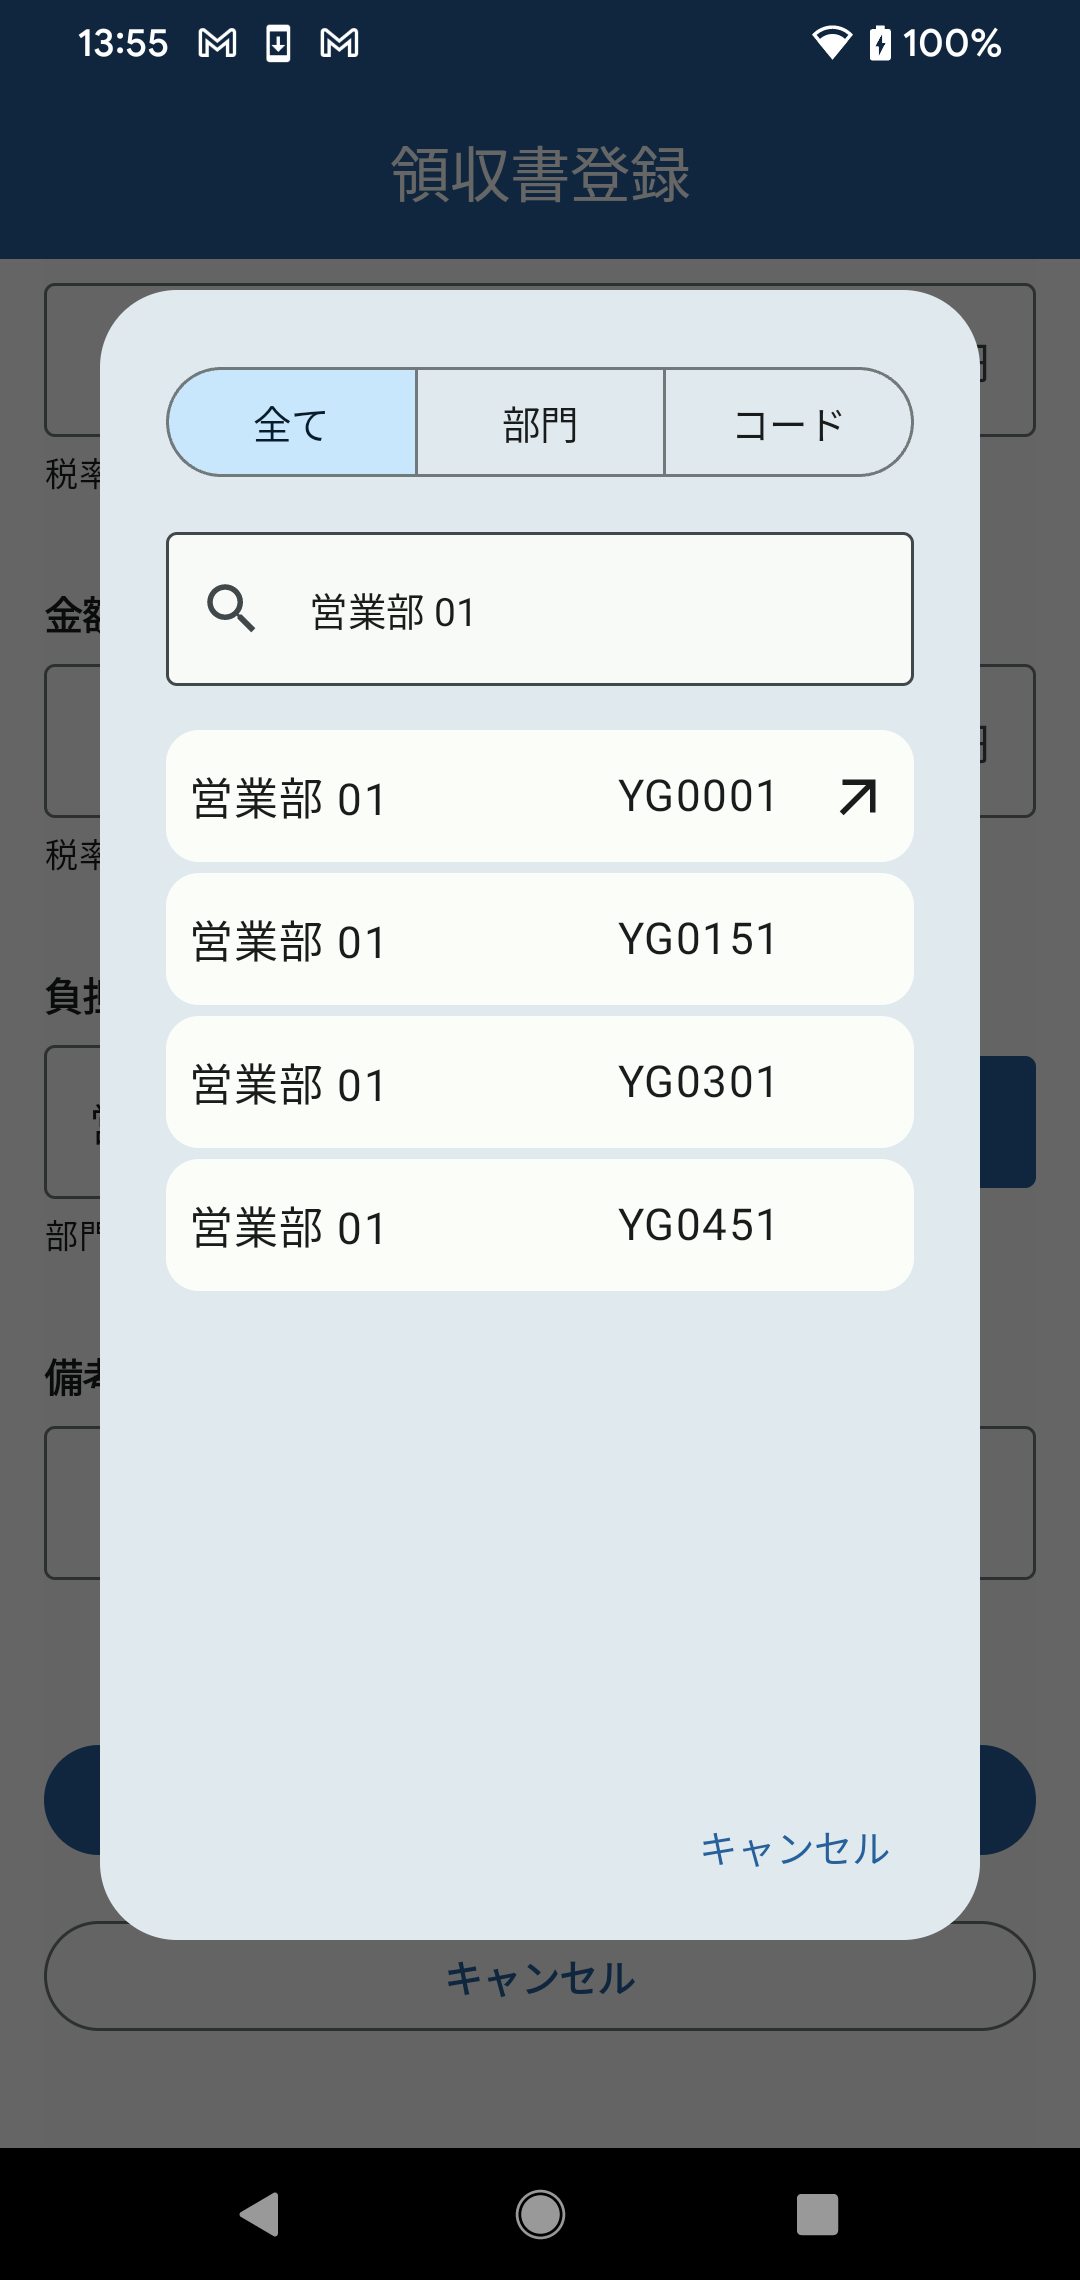 13:55 100%
領収書登録
全て 部門 コード
税率
営業部 01
金額
営業部 01 YG0001
税率
営業部 01 YG0151
負担
営業部 01 YG0301
部門
営業部 01 YG0451
備考
キャンセル
キャンセル